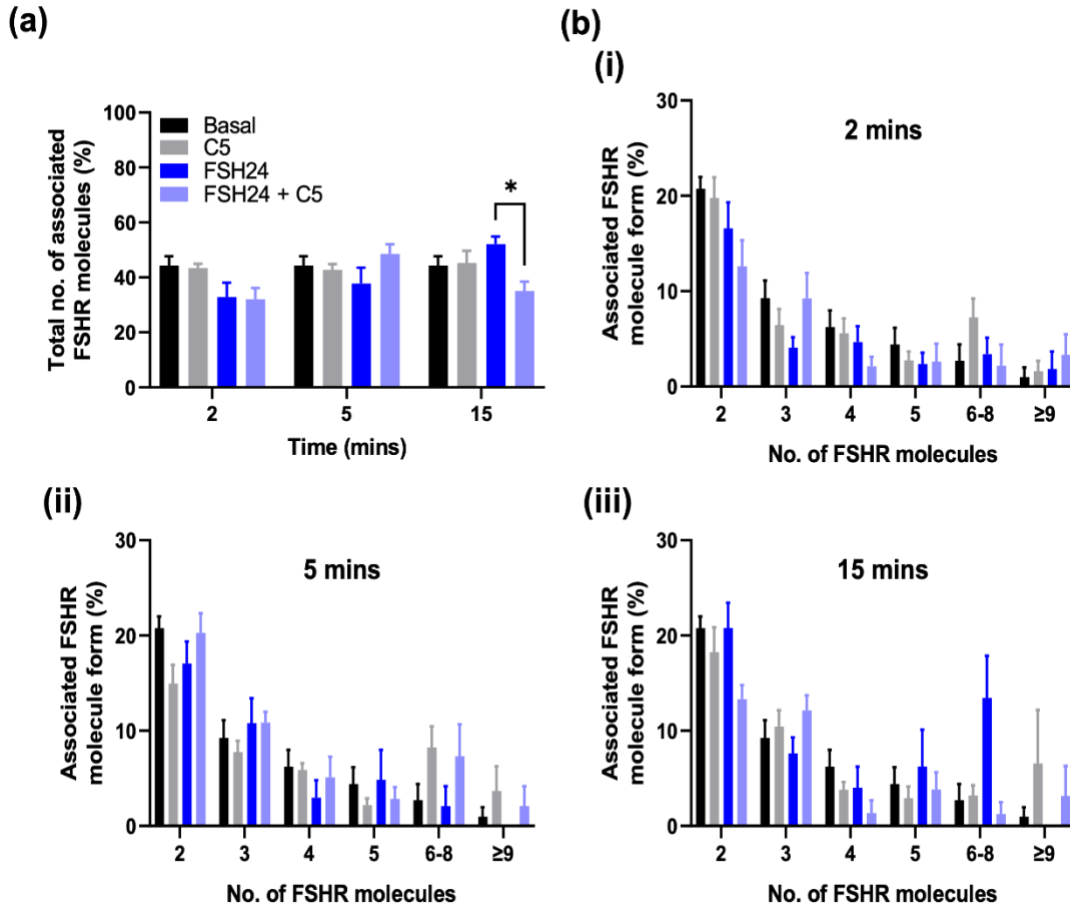 (a)
Total no. of associated
FSHR molecules (%)
100
80
60
40
20
0
Basal
C5
FSH24
FSH24 + C5
*
2
5
15
Time (mins)
(b)
(i)
Associated FSHR
molecule form (%)
30
20
10
0
2 mins
2
3
4
5
6-8
≥9
No. of FSHR molecules
(ii)
Associated FSHR
molecule form (%)
30
20
10
0
5 mins
2
3
4
5
6-8
≥9
No. of FSHR molecules
(iii)
Associated FSHR
molecule form (%)
30
20
10
0
15 mins
2
3
4
5
6-8
≥9
No. of FSHR molecules